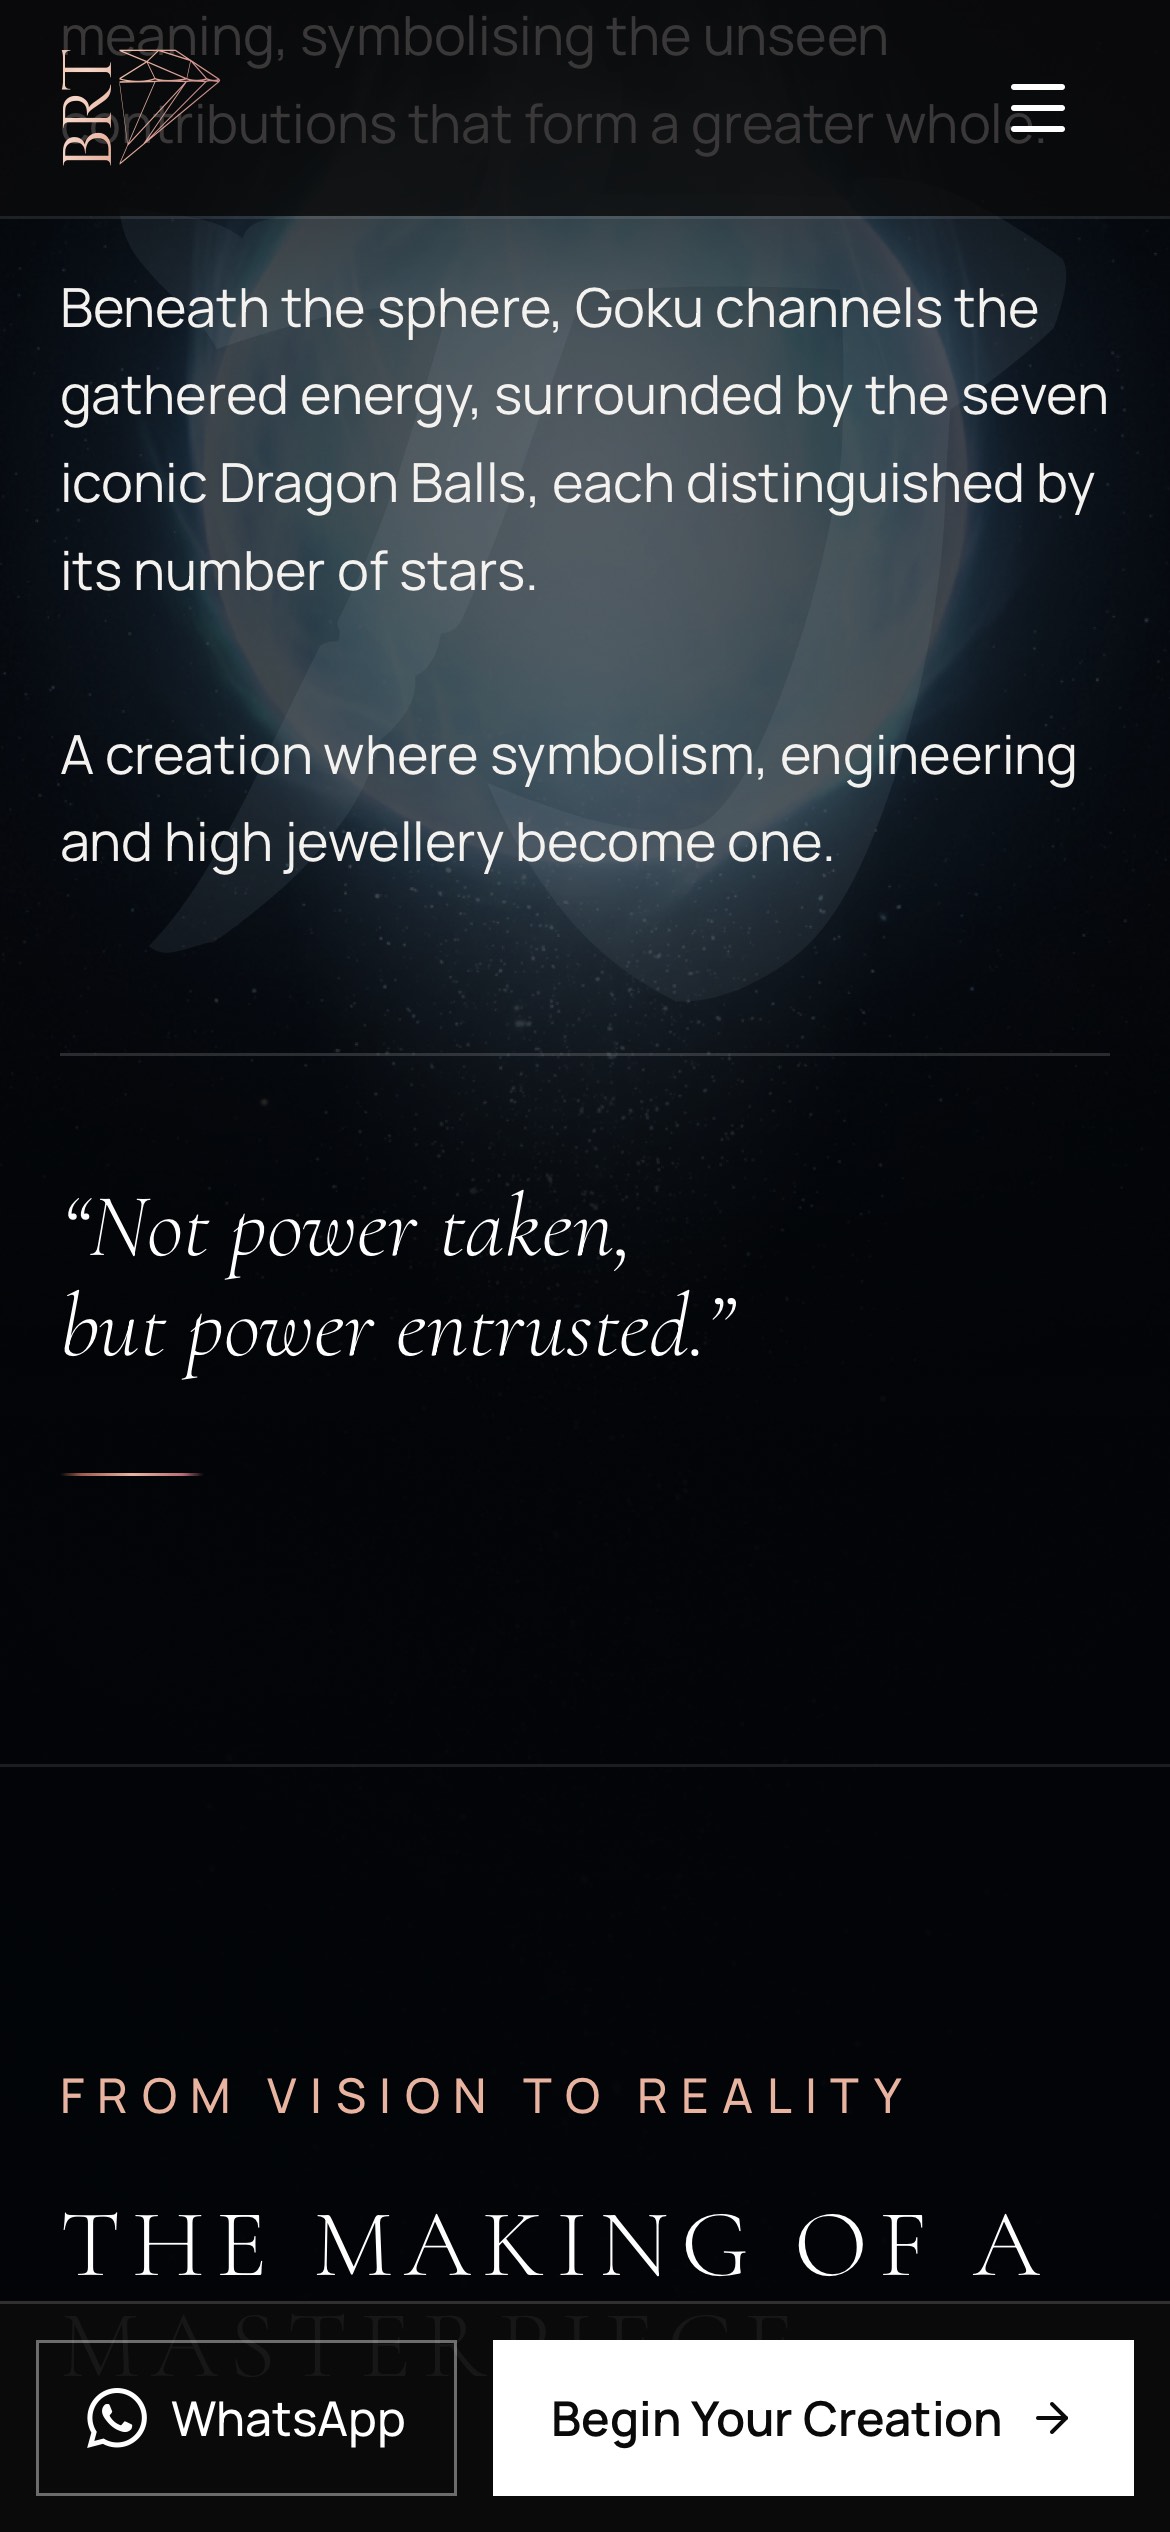 meaning, symbolising the unseen
BRT
contributions that form a greater whole.
Beneath the sphere, Goku channels the
gathered energy, surrounded by the seven
iconic Dragon Balls, each distinguished by
its number of stars.
A creation where symbolism, engineering
and high jewellery become one.
“Not power taken,
but power entrusted.”
FROM VISION TO REALITY
THE MAKING OF A
MASTERPIECE
WhatsApp
Begin Your Creation →